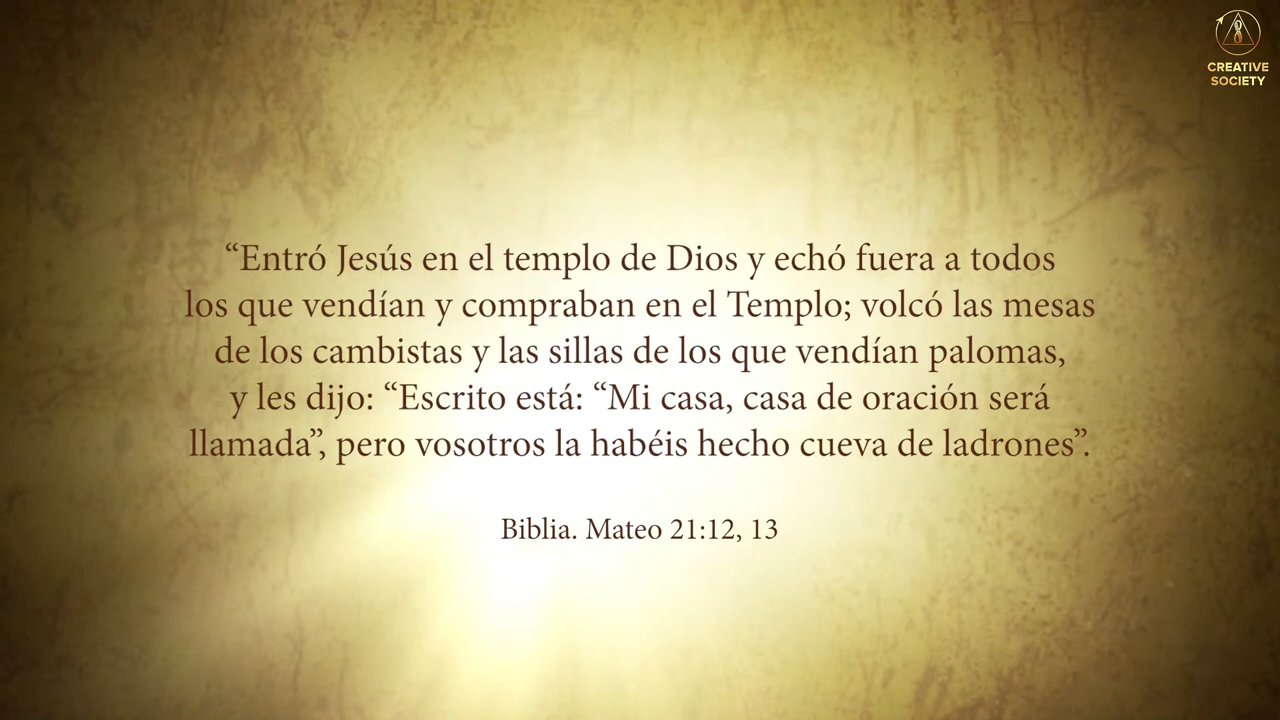 CREATIVE
SOCIETY
“Entró Jesús en el templo de Dios y echó fuera a todos
los que vendían y compraban en el Templo; volcó las mesas
de los cambistas y las sillas de los que vendían palomas,
y les dijo: “Escrito está: “Mi casa, casa de oración será
llamada”, pero vosotros la habéis hecho cueva de ladrones”.
Biblia. Mateo 21:12, 13